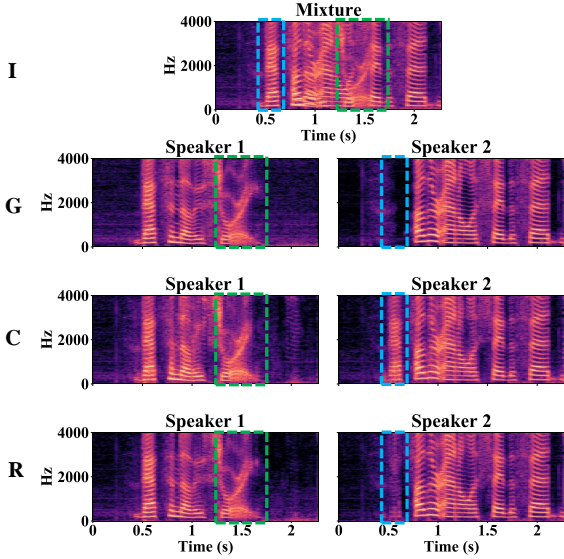 Mixture
I
Hz
4000
2000
0
0 0.5 1 1.5 2
Time (s)
Speaker 1 Speaker 2
G
Hz
4000
2000
0
Speaker 1 Speaker 2
C
Hz
4000
2000
0
Speaker 1 Speaker 2
R
Hz
4000
2000
0
0 0.5 1 1.5 2 0 0.5 1 1.5 2
Time (s) Time (s)